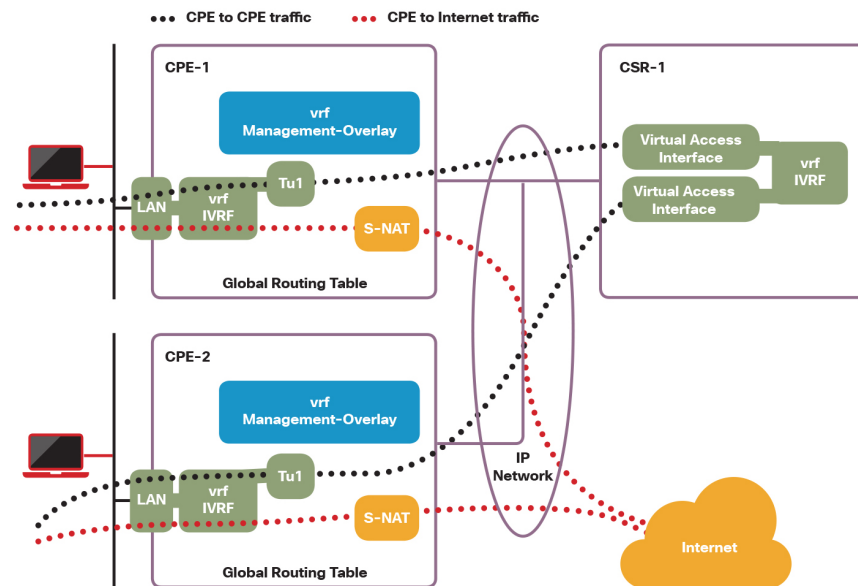 CPE to CPE traffic
CPE to Internet traffic
CPE-1
vrf
Management-Overlay
LAN
vrf
IVRF
Tu1
S-NAT
Global Routing Table
CSR-1
Virtual Access
Interface
Virtual Access
Interface
vrf
IVRF
CPE-2
vrf
Management-Overlay
LAN
vrf
IVRF
Tu1
S-NAT
Global Routing Table
IP
Network
Internet